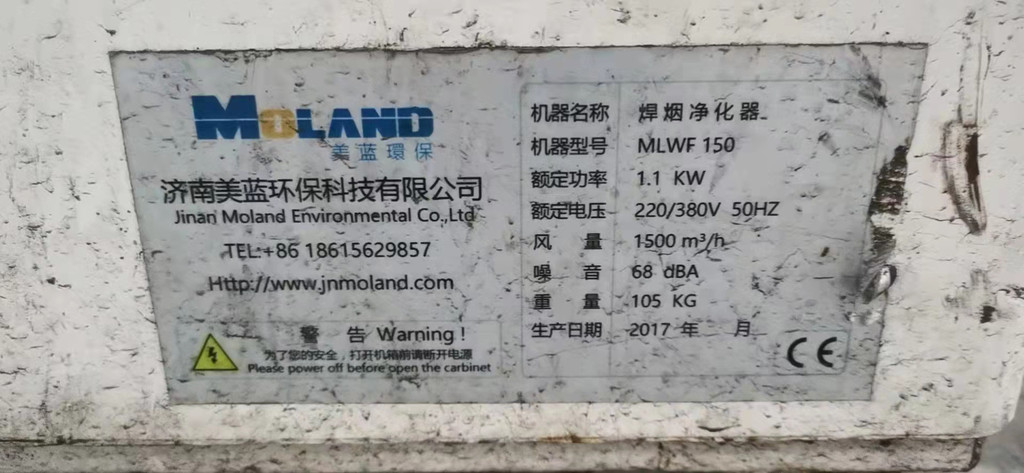 MOLAND
美蓝環保
济南美蓝环保科技有限公司
Jinan Moland Environmental Co.,Ltd
TEL:+86 18615629857
Http://www.jnmoland.com
警 告 Warning!
为了您的安全，打开机箱前请断开电源
Please power off before open the carbinet
机器名称 焊烟净化器
机器型号 MLWF 150
额定功率 1.1 KW
额定电压 220/380V 50HZ
风 量 1500 m³/h
噪 音 68 dBA
重 量 105 KG
生产日期 2017 年 月
CE